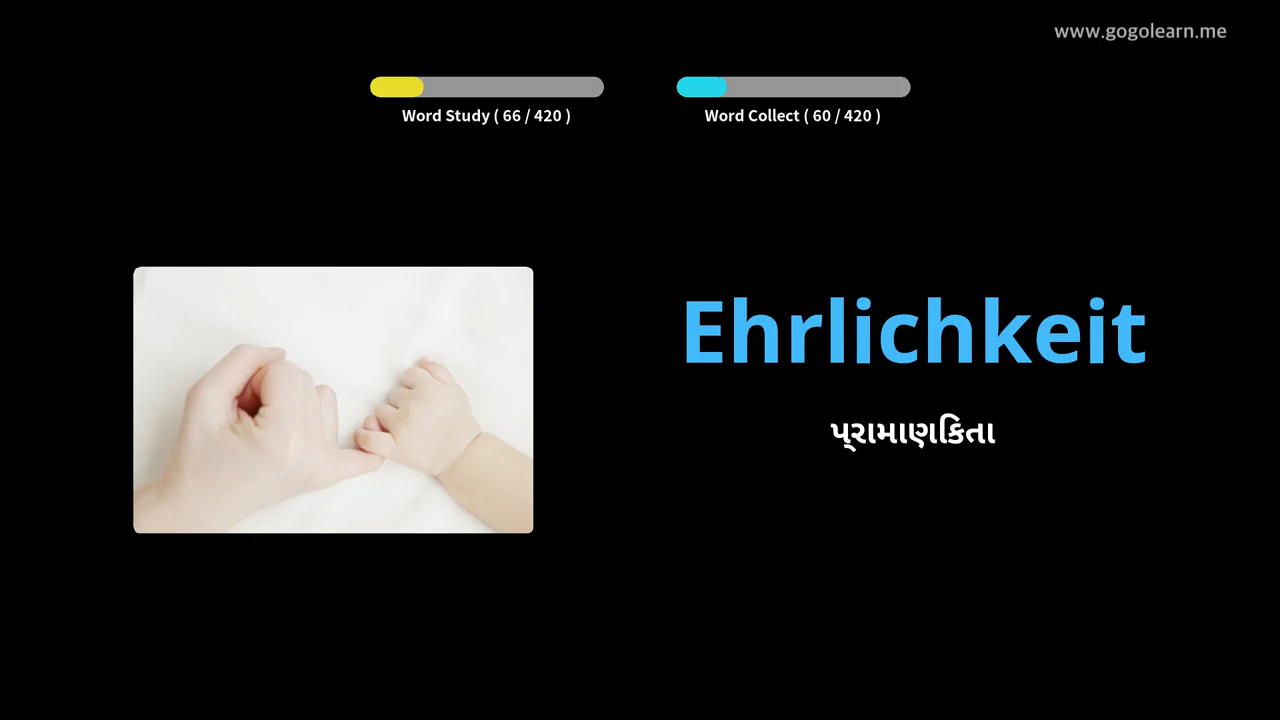 www.gogolearn.me
Word Study ( 66 / 420 )
Word Collect ( 60 / 420 )
Ehrlichkeit
પ્રામાણિકતા